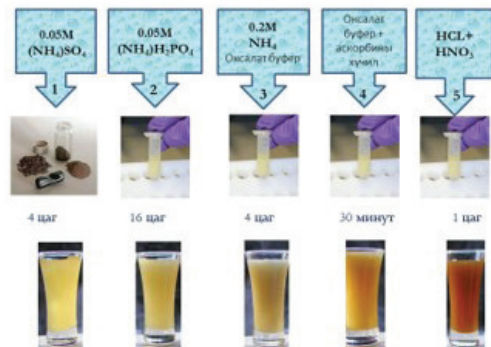 0.05M
(NH₄)SO₄
1
0.05M
(NH₄)H₂PO₄
2
0.2M
NH₄
Оксалат буфер
3
Оксалат
буфер +
аскорбины
хүчил
4
HCL+
HNO₃
5
4 цаг
16 цаг
4 цаг
30 минут
1 цаг